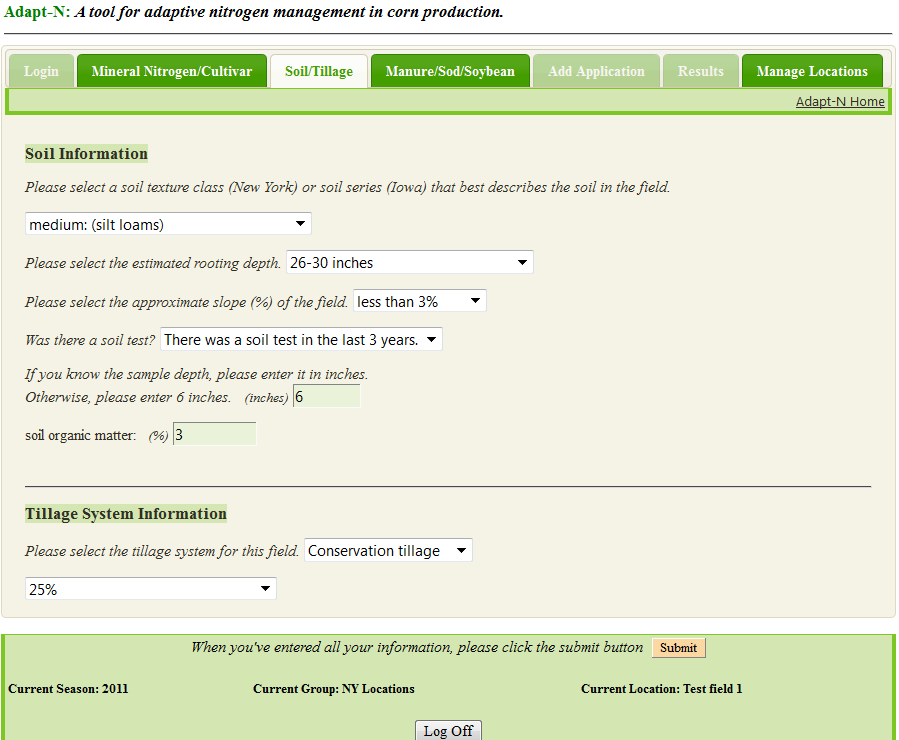 Adapt-N: A tool for adaptive nitrogen management in corn production.
Login Mineral Nitrogen/Cultivar Soil/Tillage Manure/Sod/Soybean Add Application Results Manage Locations
Adapt-N Home
Soil Information
Please select a soil texture class (New York) or soil series (Iowa) that best describes the soil in the field.
medium: (silt loams)
Please select the estimated rooting depth. 26-30 inches
Please select the approximate slope (%) of the field. less than 3%
Was there a soil test? There was a soil test in the last 3 years.
If you know the sample depth, please enter it in inches.
Otherwise, please enter 6 inches. (inches) 6
soil organic matter: (%) 3
Tillage System Information
Please select the tillage system for this field. Conservation tillage
25%
When you've entered all your information, please click the submit button Submit
Current Season: 2011 Current Group: NY Locations Current Location: Test field 1
Log Off